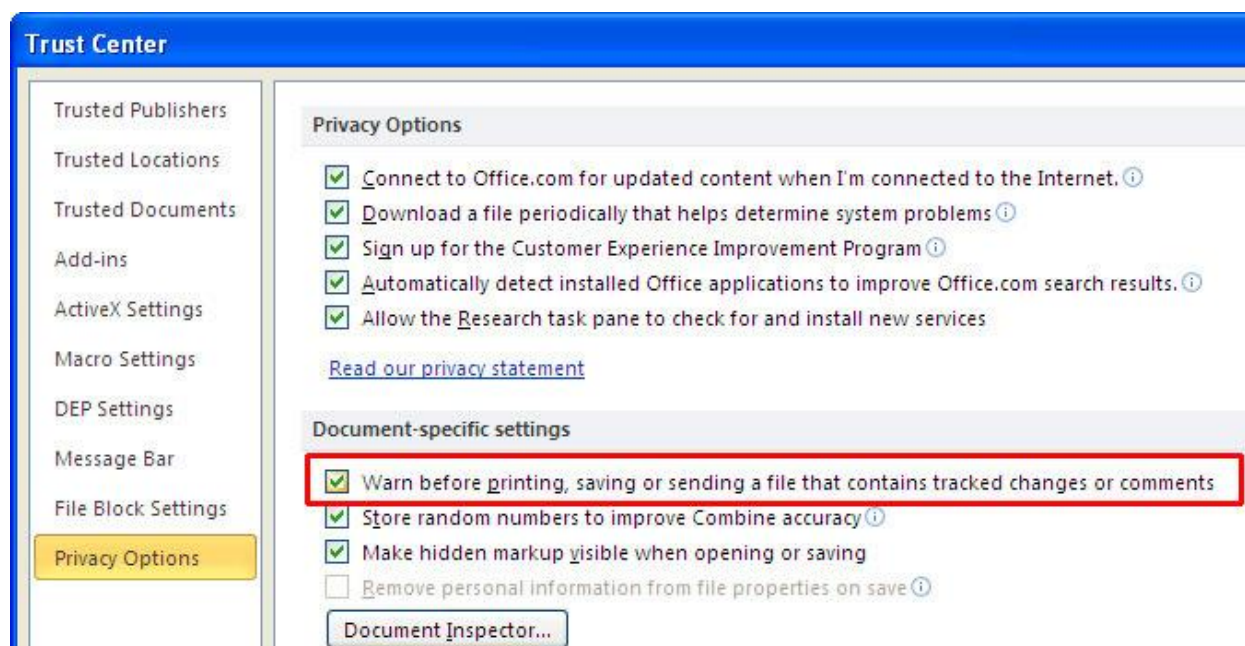 Trust Center
Trusted Publishers
Trusted Locations
Trusted Documents
Add-ins
ActiveX Settings
Macro Settings
DEP Settings
Message Bar
File Block Settings
Privacy Options
Privacy Options
Connect to Office.com for updated content when I'm connected to the Internet.
Download a file periodically that helps determine system problems
Sign up for the Customer Experience Improvement Program
Automatically detect installed Office applications to improve Office.com search results.
Allow the Research task pane to check for and install new services
Read our privacy statement
Document-specific settings
Warn before printing, saving or sending a file that contains tracked changes or comments
Store random numbers to improve Combine accuracy
Make hidden markup visible when opening or saving
Remove personal information from file properties on save
Document Inspector...